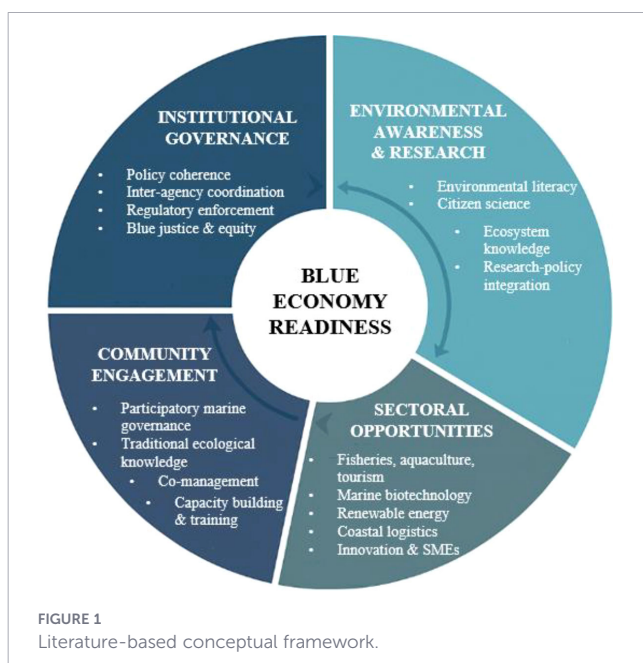 INSTITUTIONAL
GOVERNANCE
• Policy coherence
• Inter-agency coordination
• Regulatory enforcement
• Blue justice & equity
ENVIRONMENTAL
AWARENESS
& RESEARCH
• Environmental literacy
• Citizen science
• Ecosystem
knowledge
• Research-policy
integration
BLUE
ECONOMY
READINESS
COMMUNITY
ENGAGEMENT
• Participatory marine
governance
• Traditional ecological
knowledge
• Co-management
• Capacity building
& training
SECTORAL
OPPORTUNITIES
• Fisheries, aquaculture,
tourism
• Marine biotechnology
• Renewable energy
• Coastal logistics
• Innovation & SMEs
FIGURE 1
Literature-based conceptual framework.